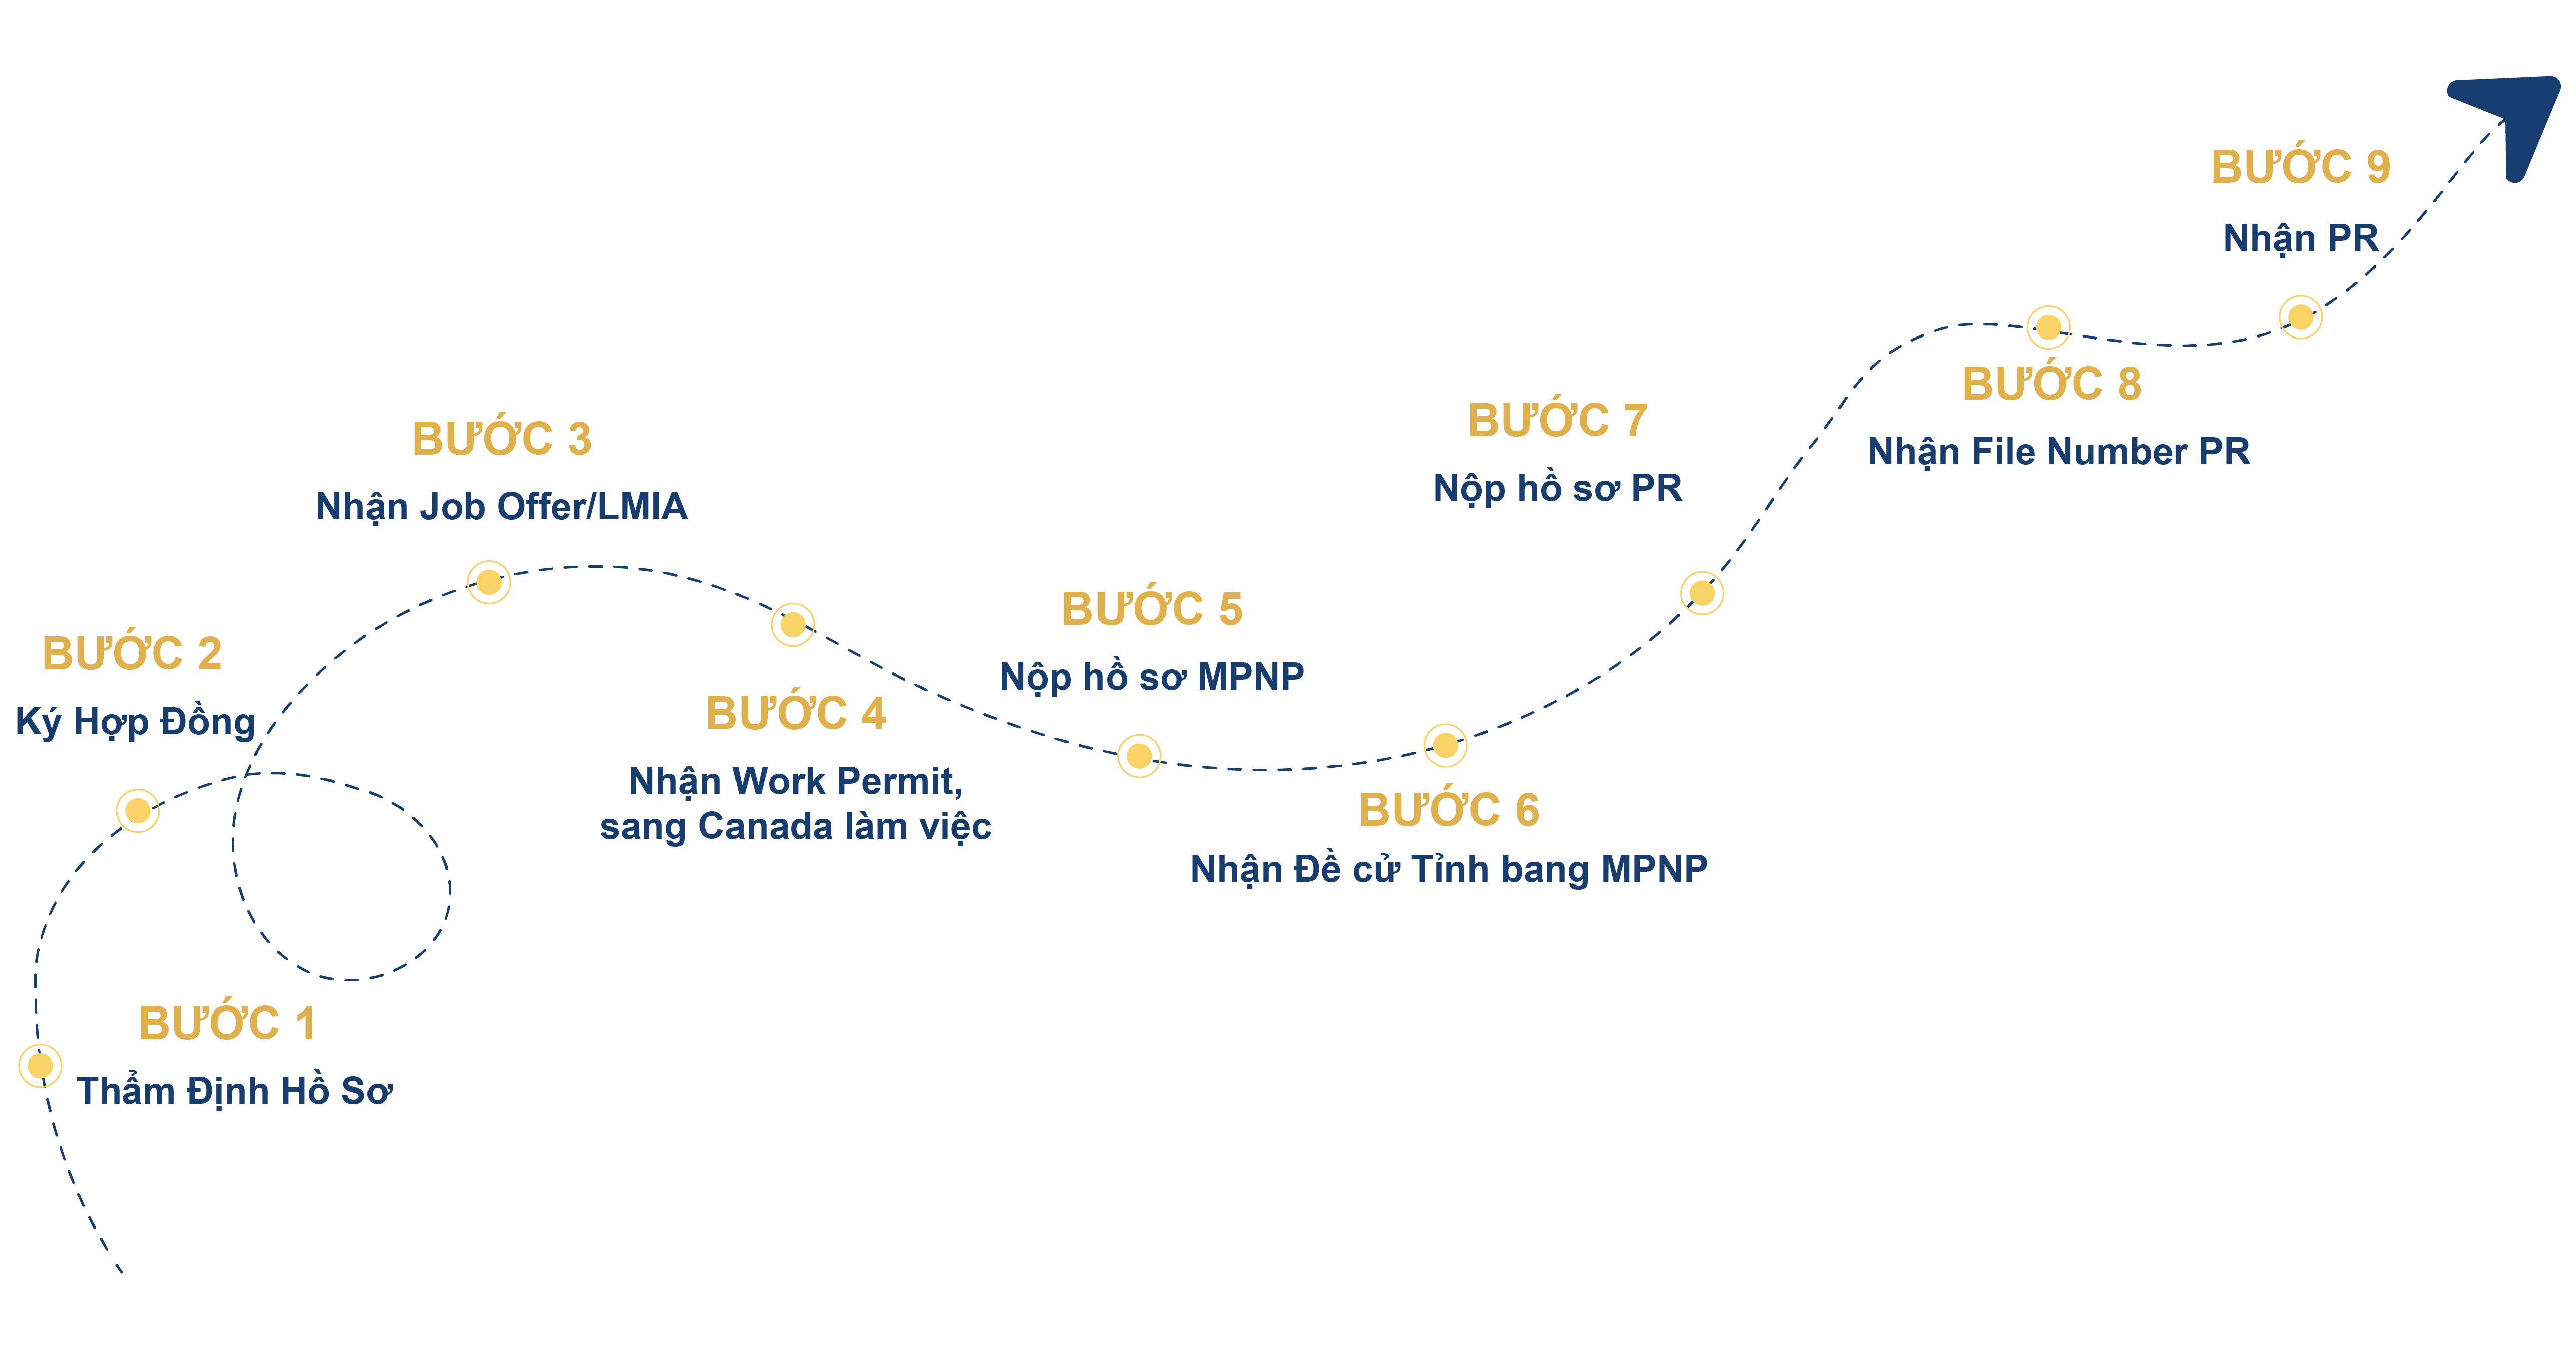 BƯỚC 1
Thẩm Định Hồ Sơ
BƯỚC 2
Ký Hợp Đồng
BƯỚC 3
Nhận Job Offer/LMIA
BƯỚC 4
Nhận Work Permit,
sang Canada làm việc
BƯỚC 5
Nộp hồ sơ MPNP
BƯỚC 6
Nhận Đề cử Tỉnh bang MPNP
BƯỚC 7
Nộp hồ sơ PR
BƯỚC 8
Nhận File Number PR
BƯỚC 9
Nhận PR